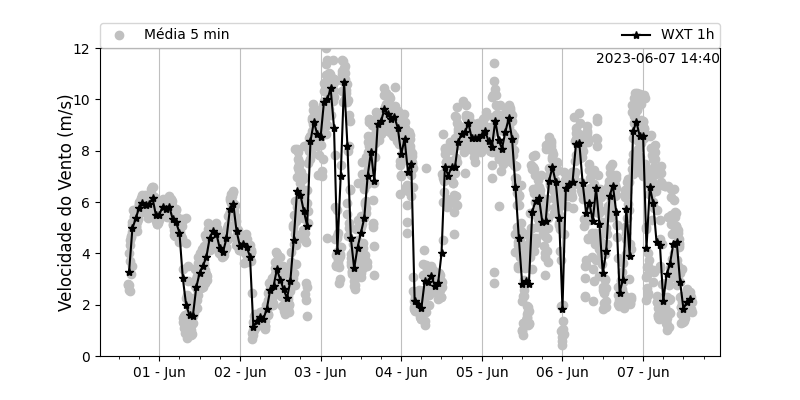 Média 5 min
WXT 1h
2023-06-07 14:40
Velocidade do Vento (m/s)
12
10
8
6
4
2
0
01 - Jun
02 - Jun
03 - Jun
04 - Jun
05 - Jun
06 - Jun
07 - Jun